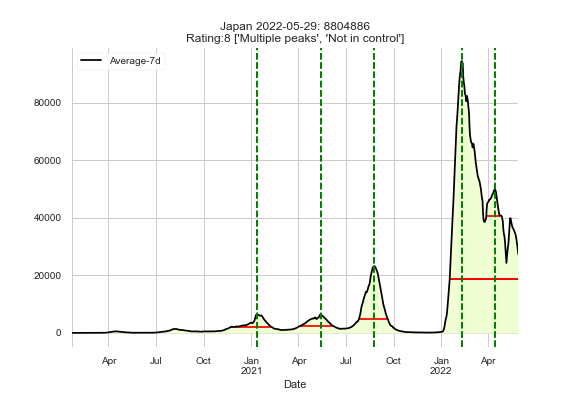 Japan 2022-05-29: 8804886
Rating:8 ['Multiple peaks', 'Not in control']
Average-7d
80000
60000
40000
20000
0
Apr Jul Oct Jan Apr Jul Oct Jan Apr
2021 2022
Date